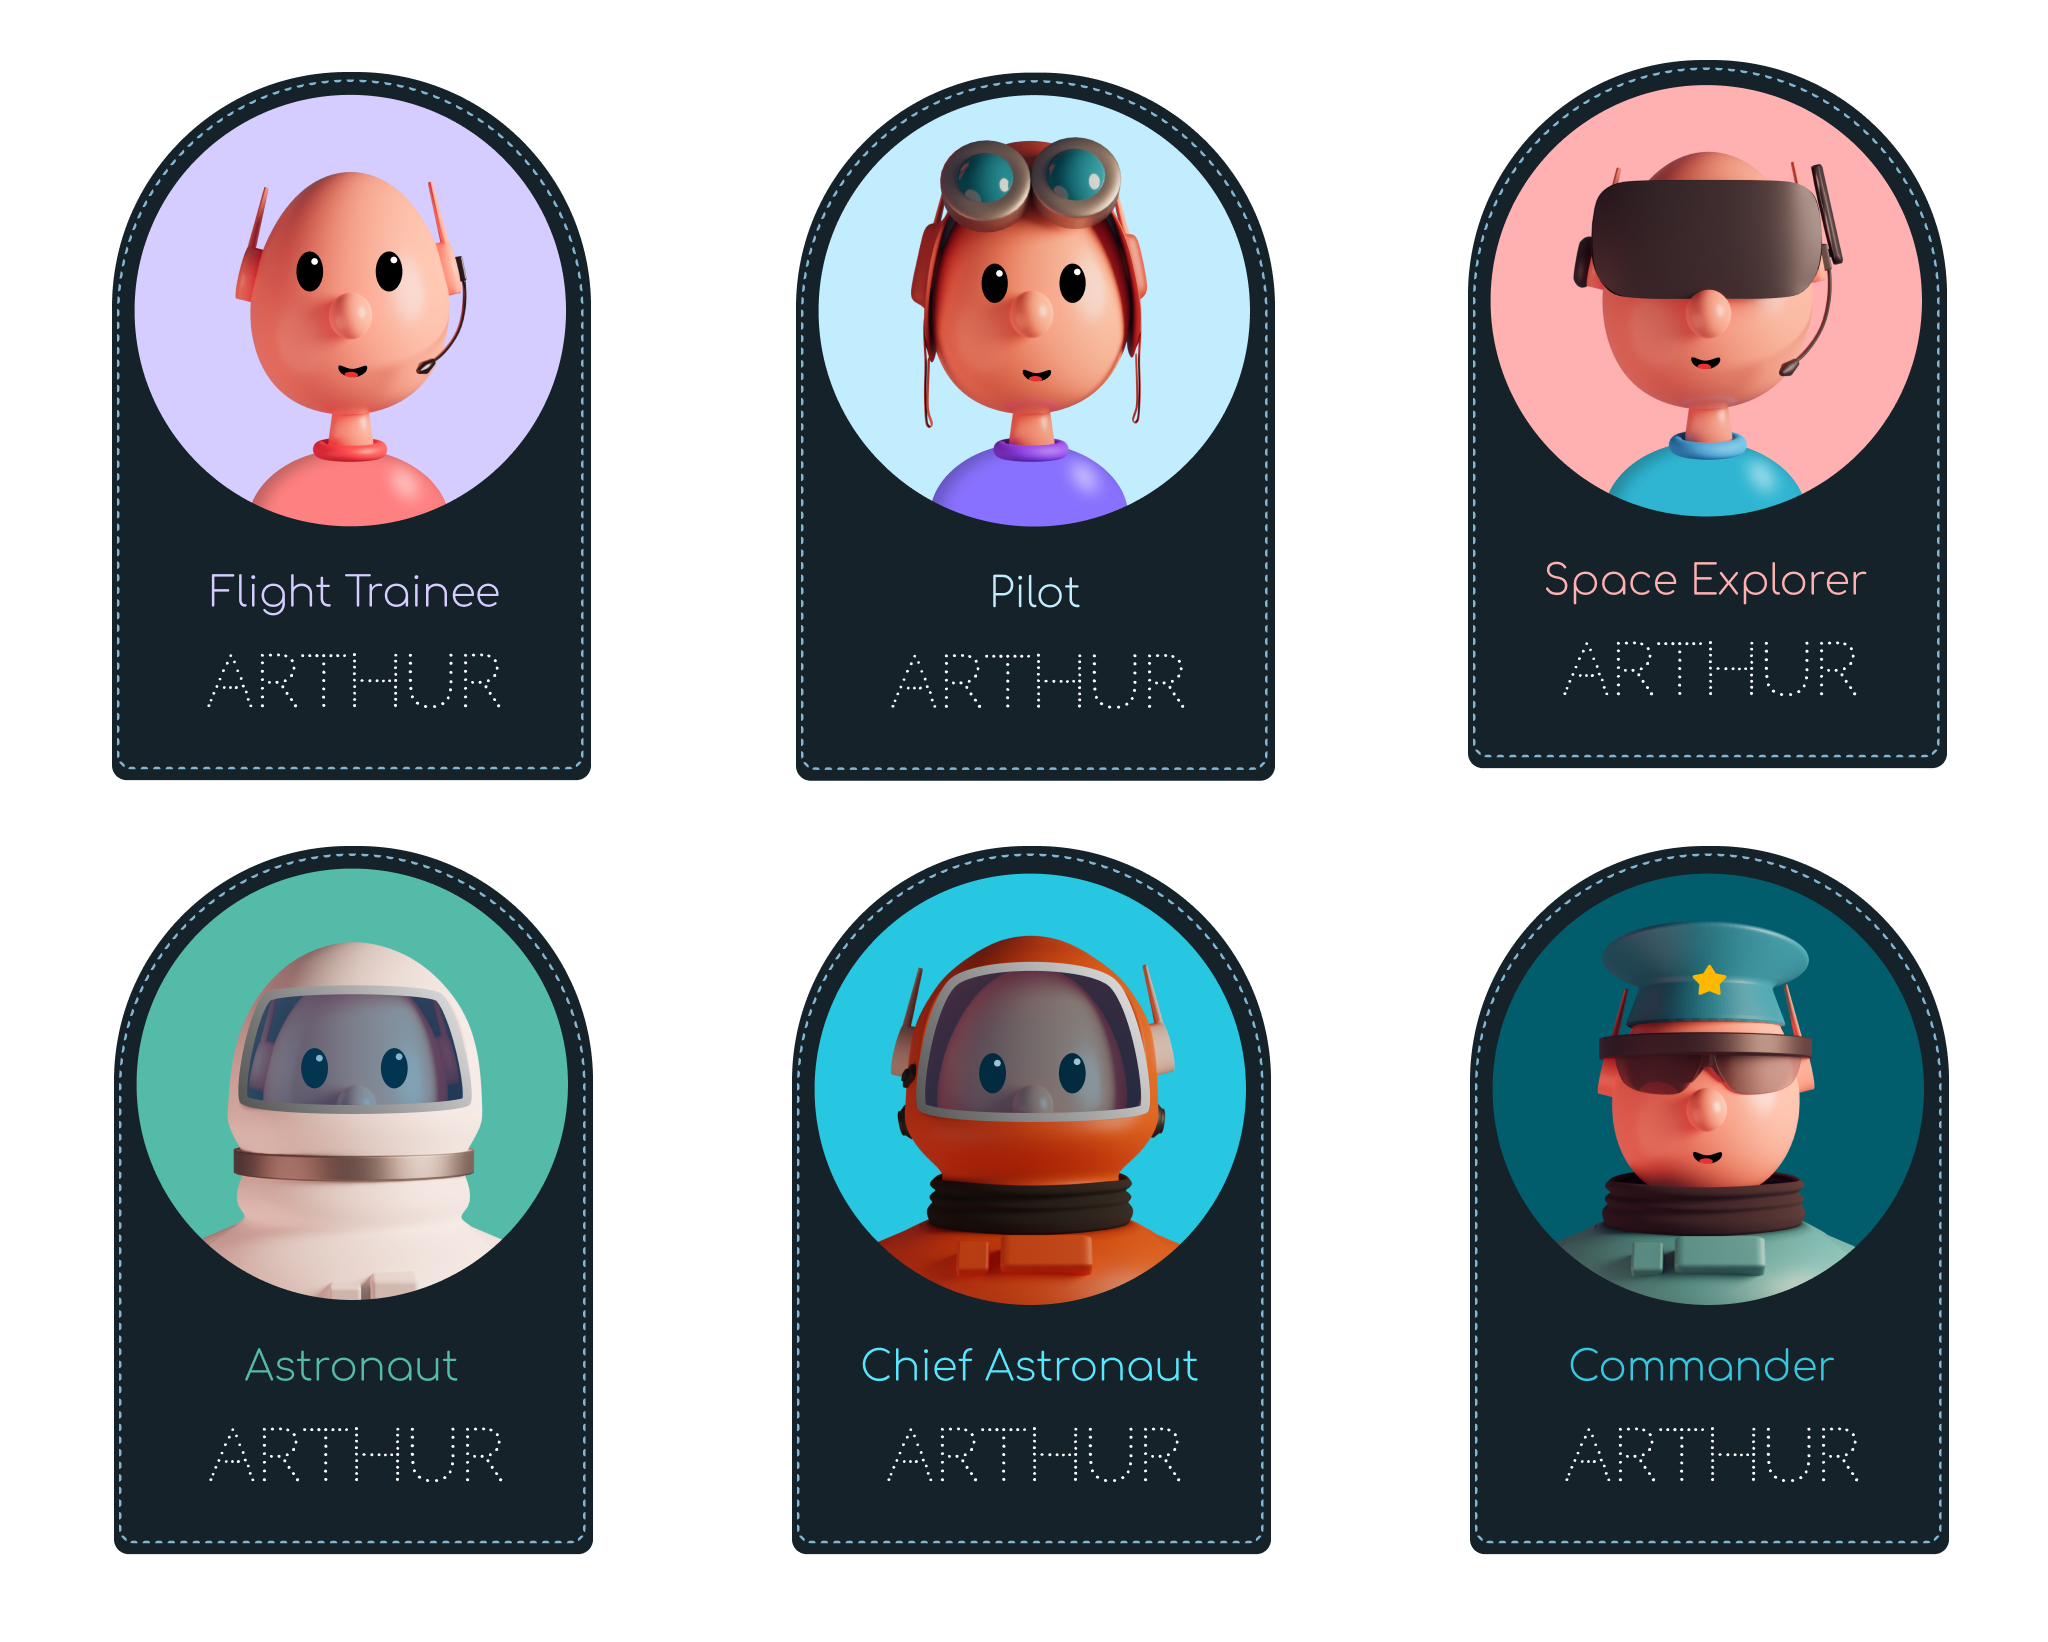 Flight Trainee
ARTHUR
Pilot
ARTHUR
Space Explorer
ARTHUR
Astronaut
ARTHUR
Chief Astronaut
ARTHUR
Commander
ARTHUR